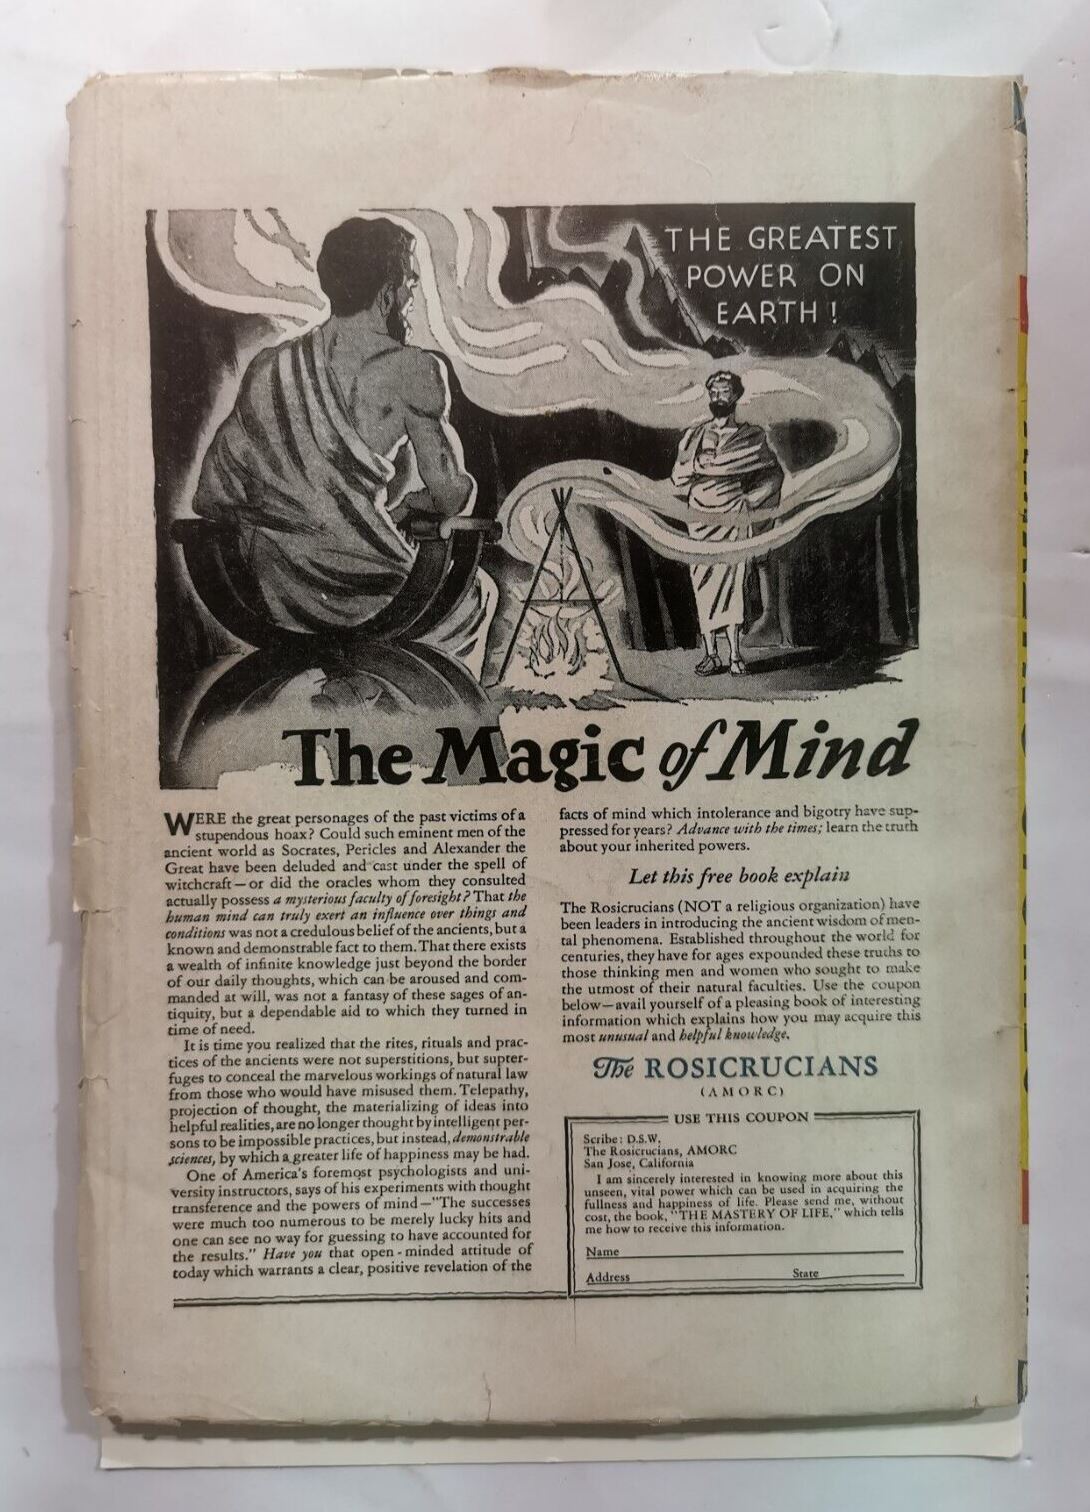 THE GREATEST
POWER ON
EARTH!
The Magic of Mind
WERE the great personages of the past victims of a
stupendous hoax? Could such eminent men of the
ancient world as Socrates, Pericles and Alexander the
Great have been deluded and cast under the spell of
witchcraft—or did the oracles whom they consulted
actually possess a mysterious faculty of foresight? That the
human mind can truly exert an influence over things and
conditions was not a credulous belief of the ancients, but a
known and demonstrable fact to them. That there exists
a wealth of infinite knowledge just beyond the border
of our daily thoughts, which can be aroused and com-
manded at will, was not a fantasy of these sages of an-
tiquity, but a dependable aid to which they turned in
time of need.
It is time you realized that the rites, rituals and prac-
tices of the ancients were not superstitions, but subter-
fuges to conceal the marvelous workings of natural law
from those who would have misused them. Telepathy,
projection of thought, the materializing of ideas into
helpful realities, are no longer thought by intelligent per-
sons to be impossible practices, but instead, demonstrable
sciences, by which a greater life of happiness may be had.
One of America's foremost psychologists and uni-
versity instructors, says of his experiments with thought
transference and the powers of mind—"The successes
were much too numerous to be merely lucky hits and
one can see no way for guessing to have accounted for
the results." Have you that open-minded attitude of
today which warrants a clear, positive revelation of the
facts of mind which intolerance and bigotry have sup-
pressed for years? Advance with the times; learn the truth
about your inherited powers.
Let this free book explain
The Rosicrucians (NOT a religious organization) have
been leaders in introducing the ancient wisdom of men-
tal phenomena. Established throughout the world for
centuries, they have for ages expounded these truths to
those thinking men and women who sought to make
the utmost of their natural faculties. Use the coupon
below—avail yourself of a pleasing book of interesting
information which explains how you may acquire this
most unusual and helpful knowledge.
The ROSICRUCIANS
(AMORC)
USE THIS COUPON
Scribe: D.S.W.
The Rosicrucians, AMORC
San Jose, California
I am sincerely interested in knowing more about this
unseen, vital power which can be used in acquiring the
fullness and happiness of life. Please send me, without
cost, the book, "THE MASTERY OF LIFE," which tells
me how to receive this information.
Name
Address State